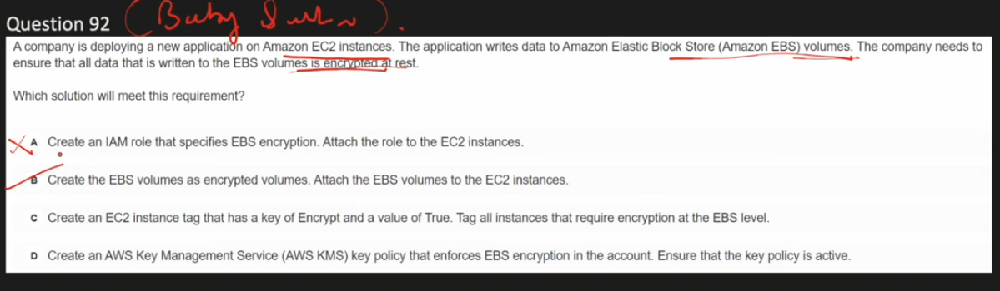 Question 92 (Baby
A company is deploying a new application on Amazon EC2 instances. The application writes data to Amazon Elastic Block Store (Amazon EBS) volumes. The company needs to
ensure that all data that is written to the EBS volumes is encrypted at rest.
Which solution will meet this requirement?
A Create an IAM role that specifies EBS encryption. Attach the role to the EC2 instances.
B Create the EBS volumes as encrypted volumes. Attach the EBS volumes to the EC2 instances.
C Create an EC2 instance tag that has a key of Encrypt and a value of True. Tag all instances that require encryption at the EBS level.
D Create an AWS Key Management Service (AWS KMS) key policy that enforces EBS encryption in the account. Ensure that the key policy is active.